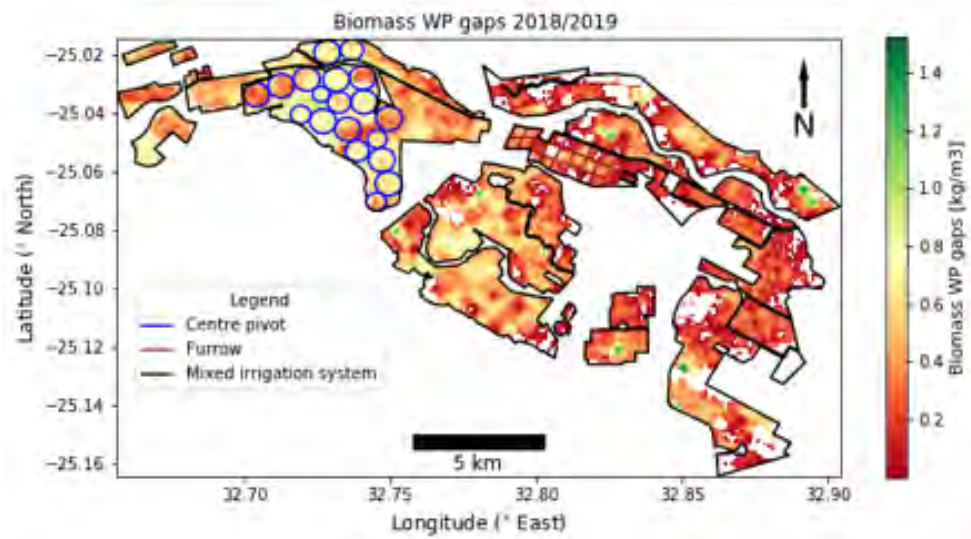 Biomass WP gaps 2018/2019
−25.02
−25.04
−25.06
−25.08
−25.10
−25.12
−25.14
−25.16
Latitude (° North)
N
Legend
Centre pivot
Furrow
Mixed irrigation system
5 km
32.70
32.75
32.80
32.85
32.90
Longitude (° East)
1.4
1.2
1.0
0.8
0.6
0.4
0.2
Biomass WP gaps [kg/m3]